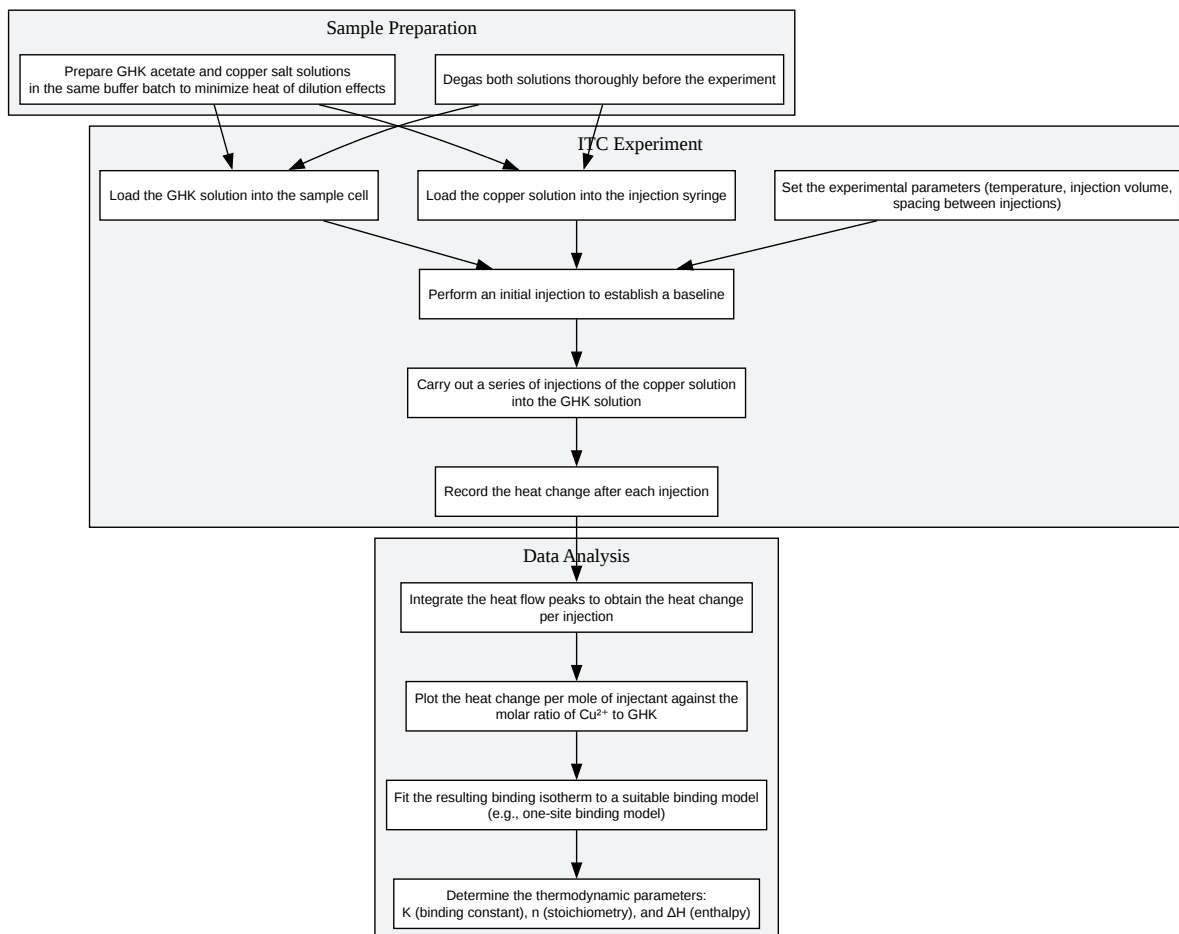 Sample Preparation
Prepare GHK acetate and copper salt solutions
in the same buffer batch to minimize heat of dilution effects
Degas both solutions thoroughly before the experiment
ITC Experiment
Load the GHK solution into the sample cell
Load the copper solution into the injection syringe
Set the experimental parameters (temperature, injection volume,
spacing between injections)
Perform an initial injection to establish a baseline
Carry out a series of injections of the copper solution
into the GHK solution
Record the heat change after each injection
Data Analysis
Integrate the heat flow peaks to obtain the heat change
per injection
Plot the heat change per mole of injectant against the
molar ratio of Cu²⁺ to GHK
Fit the resulting binding isotherm to a suitable binding model
(e.g., one-site binding model)
Determine the thermodynamic parameters:
K (binding constant), n (stoichiometry), and ΔH (enthalpy)